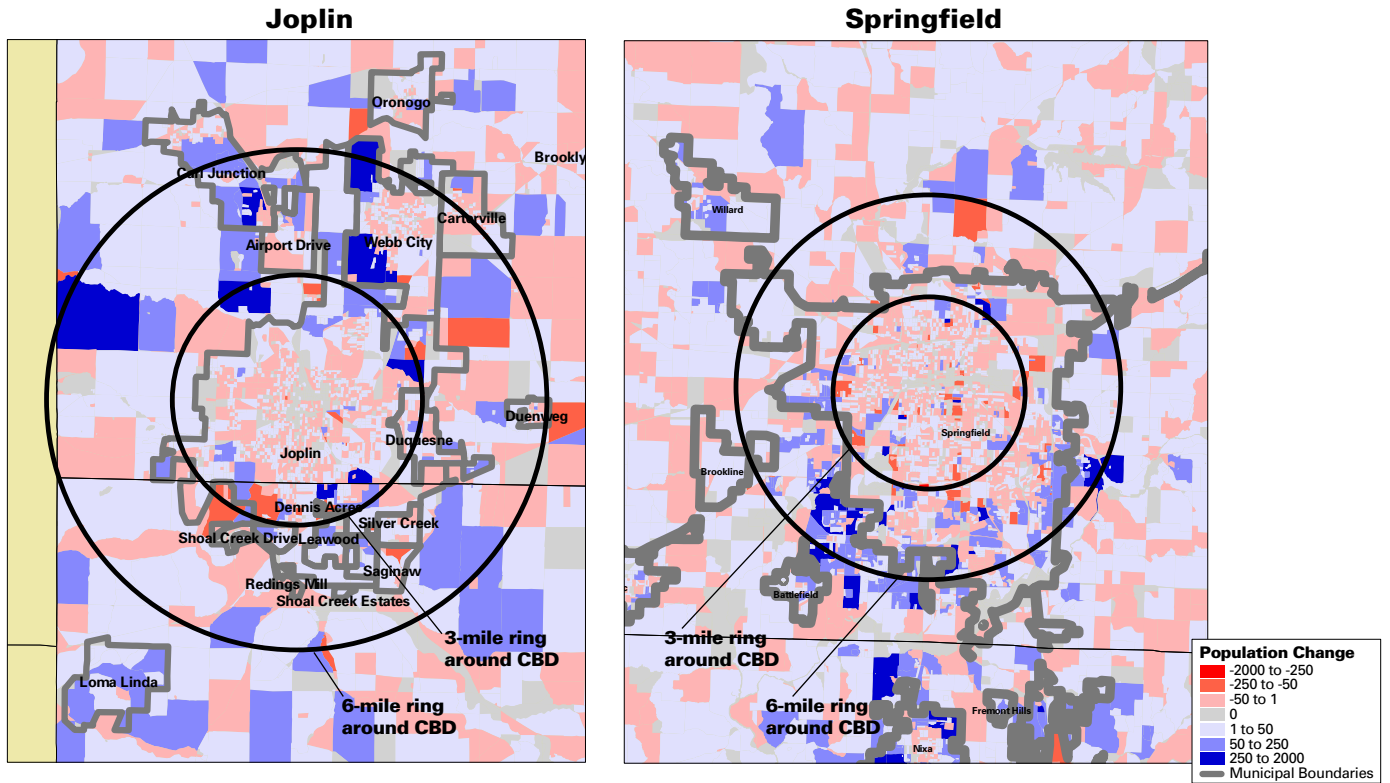 Joplin
Springfield
Oronogo
Brookly
Carl Junction
Carterville
Airport Drive
Webb City
Duenweg
Duquesne
Joplin
Dennis Acres
Silver Creek
Shoal Creek Drive
Leawood
Saginaw
Redings Mill
Shoal Creek Estates
Loma Linda
3-mile ring
around CBD
6-mile ring
around CBD
Willard
Springfield
Brookline
Battlefield
c
3-mile ring
around CBD
6-mile ring
around CBD
Fremont Hills
Nixa
Population Change
-2000 to -250
-250 to -50
-50 to 1
0
1 to 50
50 to 250
250 to 2000
Municipal Boundaries